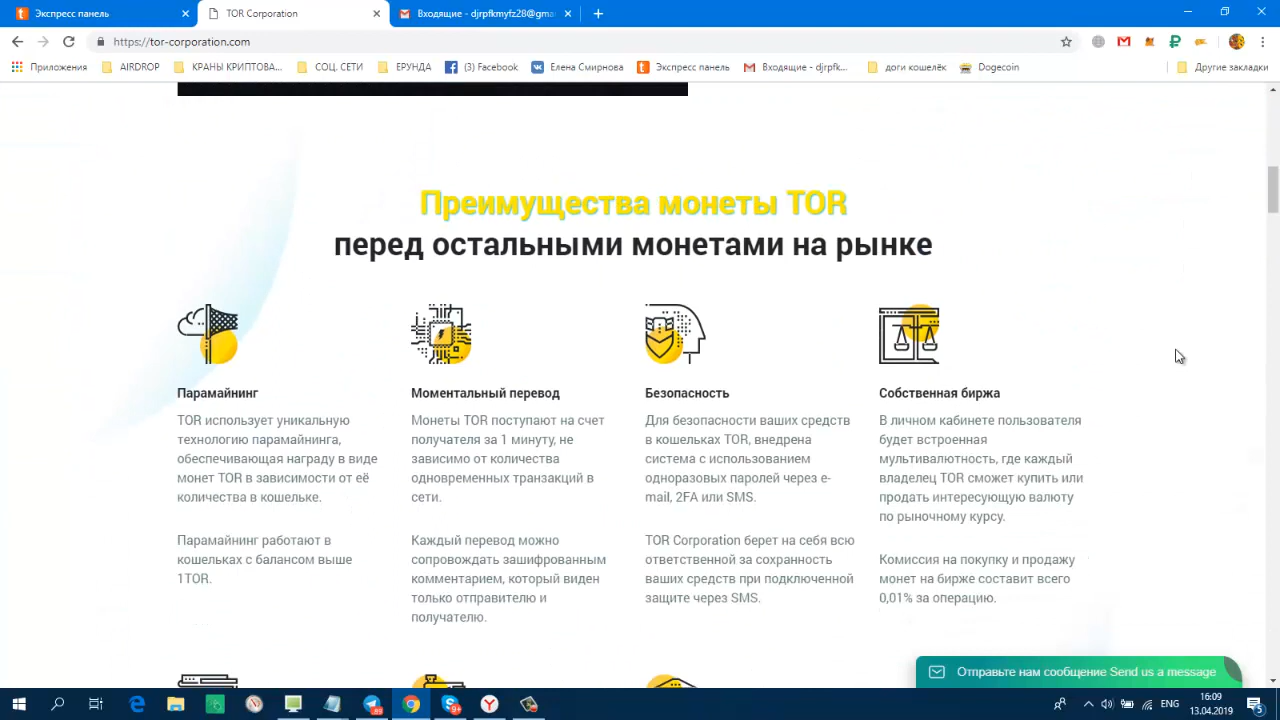 Экспресс панель
TOR Corporation
Входящие - djrpfkmyfz28@gma
https://tor-corporation.com
Приложения
AIRDROP
КРАНЫ КРИПТОВА...
СОЦ. СЕТИ
ЕРУНДА
(3) Facebook
Елена Смирнова
Экспресс панель
Входящие - djrpfk...
доги кошелёк
Dogecoin
Другие закладки
Преимущества монеты TOR
перед остальными монетами на рынке
Парамайнинг
TOR использует уникальную
технологию парамайнинга,
обеспечивающая награду в виде
монет TOR в зависимости от её
количества в кошельке.
Парамайнинг работают в
кошельках с балансом выше
1TOR.
Моментальный перевод
Монеты TOR поступают на счет
получателя за 1 минуту, не
зависимо от количества
одновременных транзакций в
сети.
Каждый перевод можно
сопровождать зашифрованным
комментарием, который виден
только отправителю и
получателю.
Безопасность
Для безопасности ваших средств
в кошельках TOR, внедрена
система с использованием
одноразовых паролей через e-
mail, 2FA или SMS.
TOR Corporation берет на себя всю
ответственной за сохранность
ваших средств при подключенной
защите через SMS.
Собственная биржа
В личном кабинете пользователя
будет встроенная
мультивалютность, где каждый
владелец TOR сможет купить или
продать интересующую валюту
по рыночному курсу.
Комиссия на покупку и продажу
монет на бирже составит всего
0,01% за операцию.
Отправьте нам сообщение Send us a message
ENG
16:09
13.04.2019